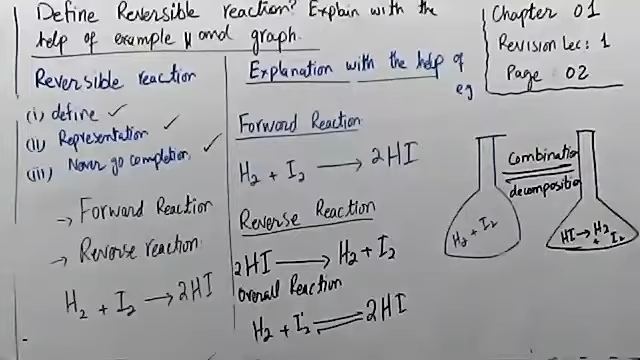 Define Reversible reaction? Explain with the
help of example & and graph.
Chapter 01
Revision Lec: 1
Page 02
Reversible reaction
(i) define ✓
(ii) Representation ✓
(iii) Never go completion. ✓
→ Forward Reaction
→ Reverse reaction
H₂ + I₂ → 2HI
Explanation with the help of
eg
Forward Reaction
H₂ + I₂ → 2HI
Reverse Reaction
2HI → H₂ + I₂
Overall Reaction
H₂ + I₂ ⇌ 2HI
Combination
decomposition
H₂ + I₂
HI → H₂
+ I₂